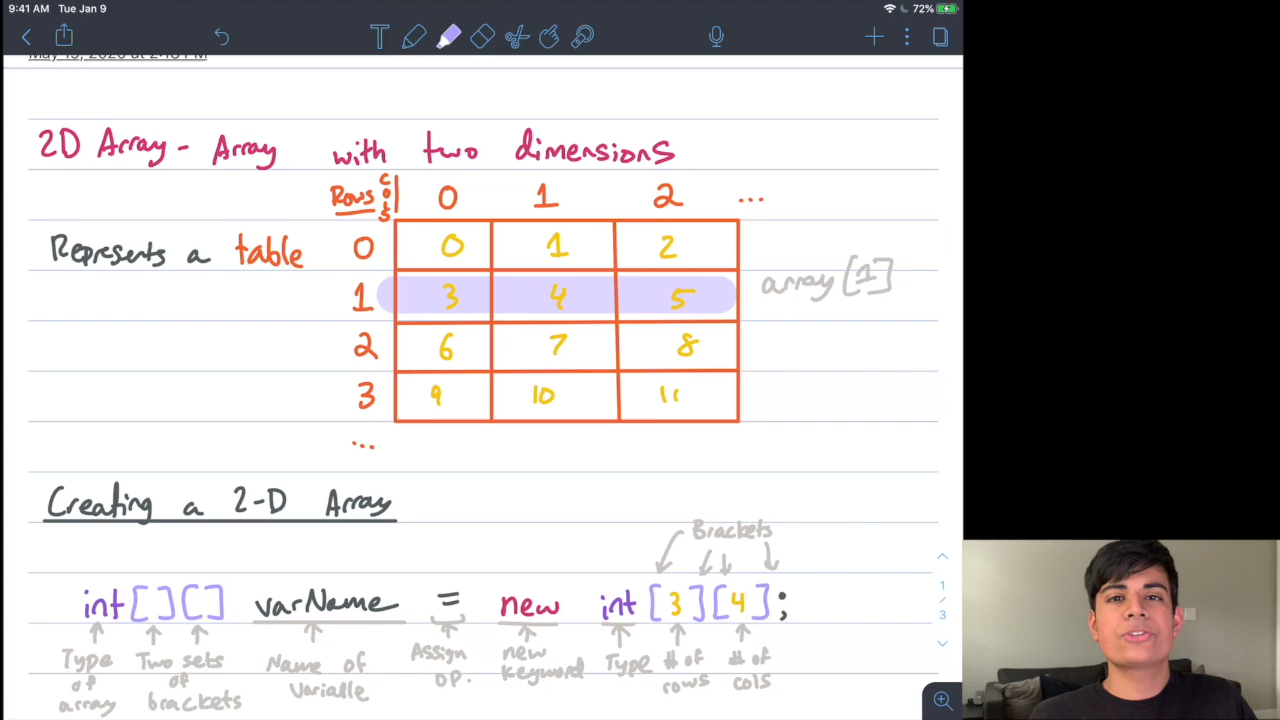 9:41 AM Tue Jan 9
72%
2D Array - Array with two dimensions
Rows Cols 0 1 2 ...
Represents a table
0 0 1 2
1 3 4 5 array[1]
2 6 7 8
3 9 10 11
...
Creating a 2-D Array
Brackets
int[][] varName = new int[3][4];
Type of array
Two sets of brackets
Name of Variable
Assign op.
new keyword
Type
# of rows
# of cols
1
/
3